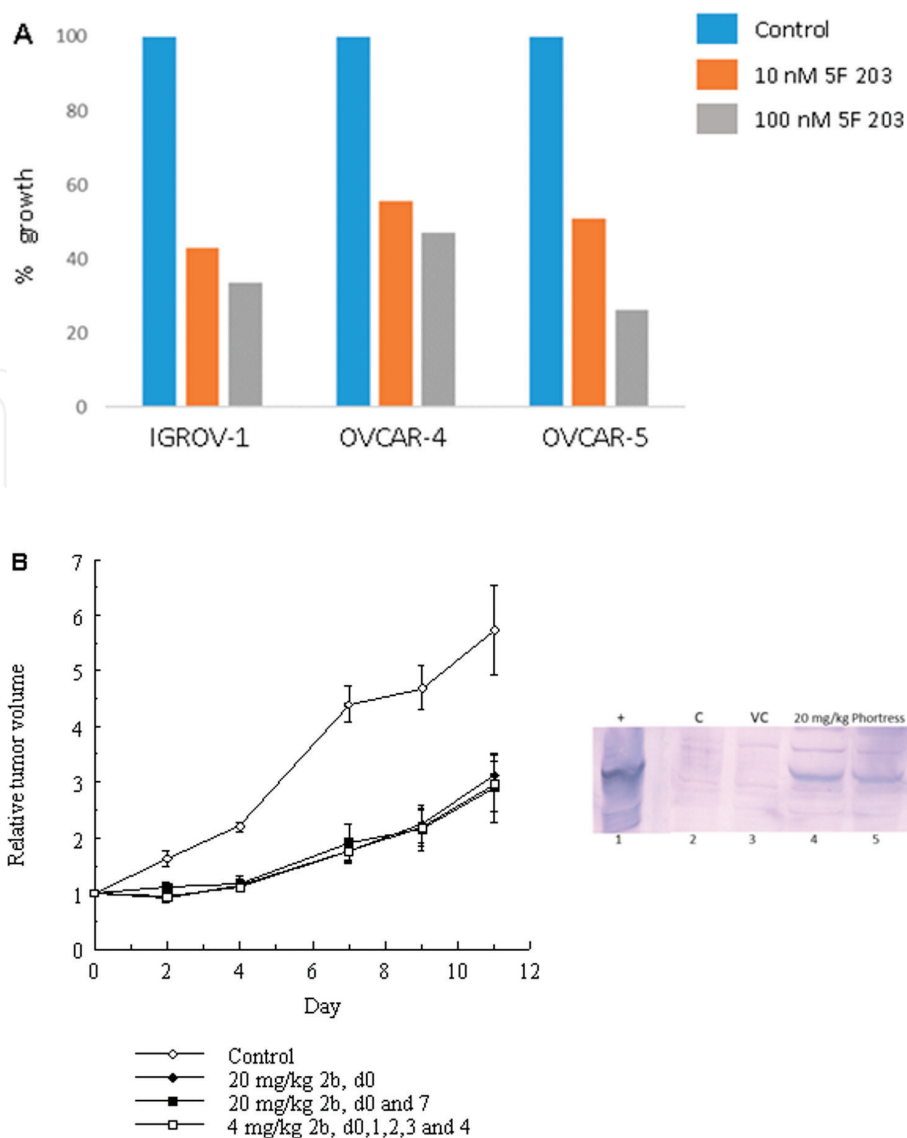 A
100
80
60
40
20
0
% growth
IGROV-1 OVCAR-4 OVCAR-5
Control
10 nM 5F 203
100 nM 5F 203
B
7
6
5
4
3
2
1
0
Relative tumor volume
0 2 4 6 8 10 12
Day
Control
20 mg/kg 2b, d0
20 mg/kg 2b, d0 and 7
4 mg/kg 2b, d0,1,2,3 and 4
+ C VC 20 mg/kg Phortress
1 2 3 4 5